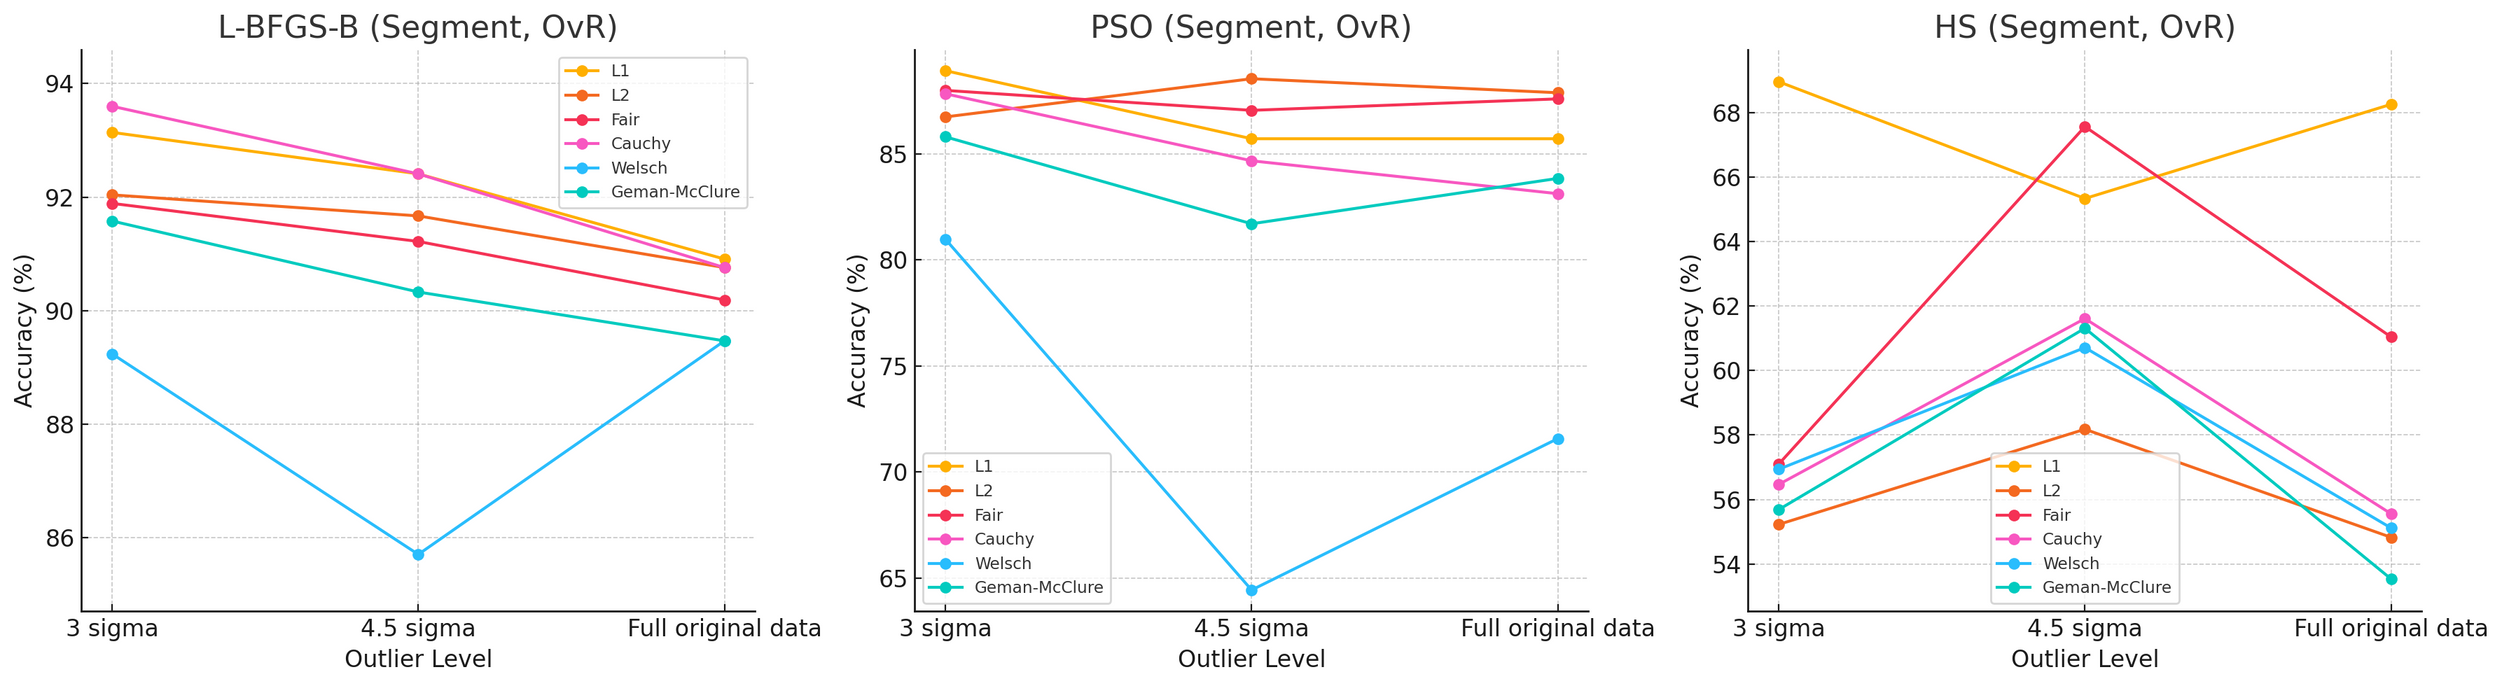 L-BFGS-B (Segment, OvR)
Accuracy (%)
94
92
90
88
86
L1
L2
Fair
Cauchy
Welsch
Geman-McClure
3 sigma
4.5 sigma
Full original data
Outlier Level
PSO (Segment, OvR)
Accuracy (%)
85
80
75
70
65
L1
L2
Fair
Cauchy
Welsch
Geman-McClure
3 sigma
4.5 sigma
Full original data
Outlier Level
HS (Segment, OvR)
Accuracy (%)
68
66
64
62
60
58
56
54
L1
L2
Fair
Cauchy
Welsch
Geman-McClure
3 sigma
4.5 sigma
Full original data
Outlier Level